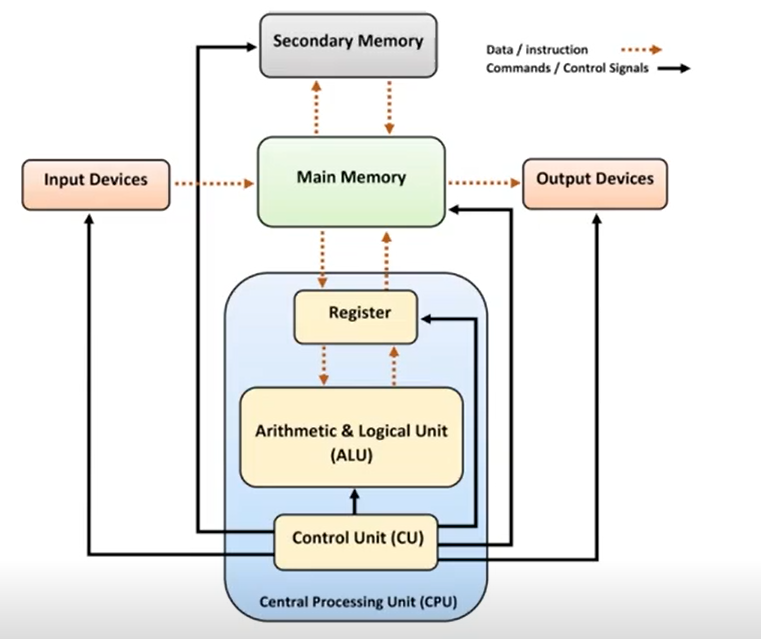 Secondary Memory
Data / instruction
Commands / Control Signals
Input Devices
Main Memory
Output Devices
Register
Arithmetic & Logical Unit
(ALU)
Control Unit (CU)
Central Processing Unit (CPU)